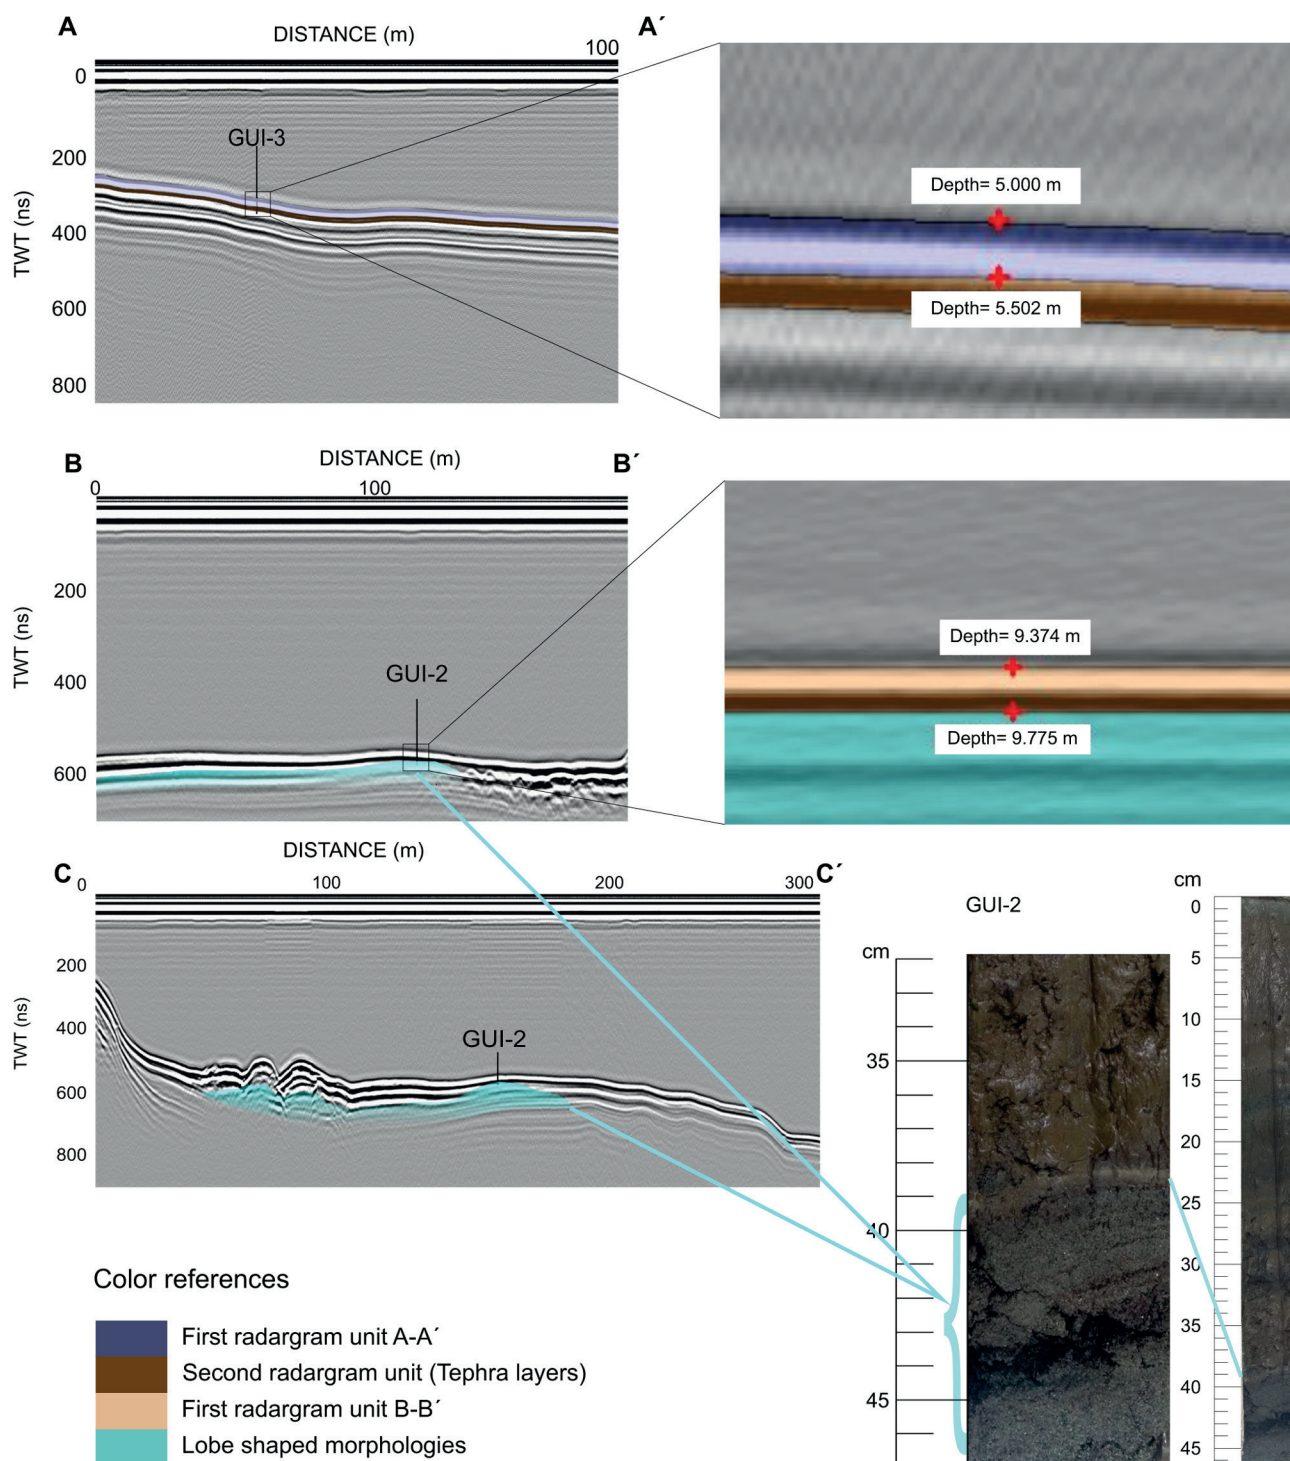 A
DISTANCE (m)
100
0
200
400
600
800
TWT (ns)
GUI-3
A´
Depth= 5.000 m
Depth= 5.502 m
B
DISTANCE (m)
0
100
200
400
600
TWT (ns)
GUI-2
B´
Depth= 9.374 m
Depth= 9.775 m
C
DISTANCE (m)
0
0
100
200
300
200
400
600
800
TWT (ns)
GUI-2
C´
GUI-2
cm
35
40
45
cm
0
5
10
15
20
25
30
35
40
45
Color references
First radargram unit A-A´
Second radargram unit (Tephra layers)
First radargram unit B-B´
Lobe shaped morphologies